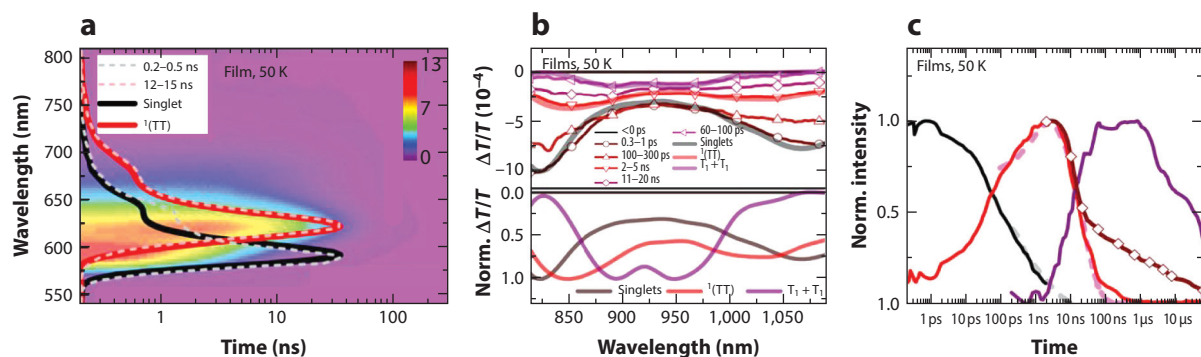 a
Wavelength (nm)
800
750
700
650
600
550
0.2–0.5 ns
12–15 ns
Singlet
¹(TT)
Film, 50 K
13
7
0
1
10
100
Time (ns)
b
Films, 50 K
ΔT/T (10⁻⁴)
0
−5
−10
<0 ps
0.3–1 ps
100–300 ps
2–5 ns
11–20 ns
60–100 ps
Singlets
¹(TT)
T₁ + T₁
Norm. ΔT/T
0.0
0.5
1.0
Singlets
¹(TT)
T₁ + T₁
850
900
950
1,000
1,050
Wavelength (nm)
c
Films, 50 K
Norm. intensity
1.0
0.5
1.0
1 ps
10 ps
100 ps
1 ns
10 ns
100 ns
1 μs
10 μs
Time